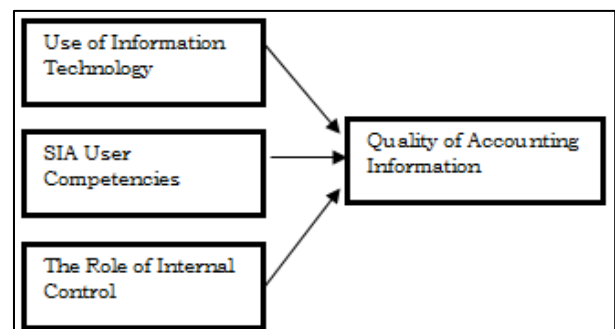 Use of Information
Technology
SIA User
Competencies
Quality of Accounting
Information
The Role of Internal
Control